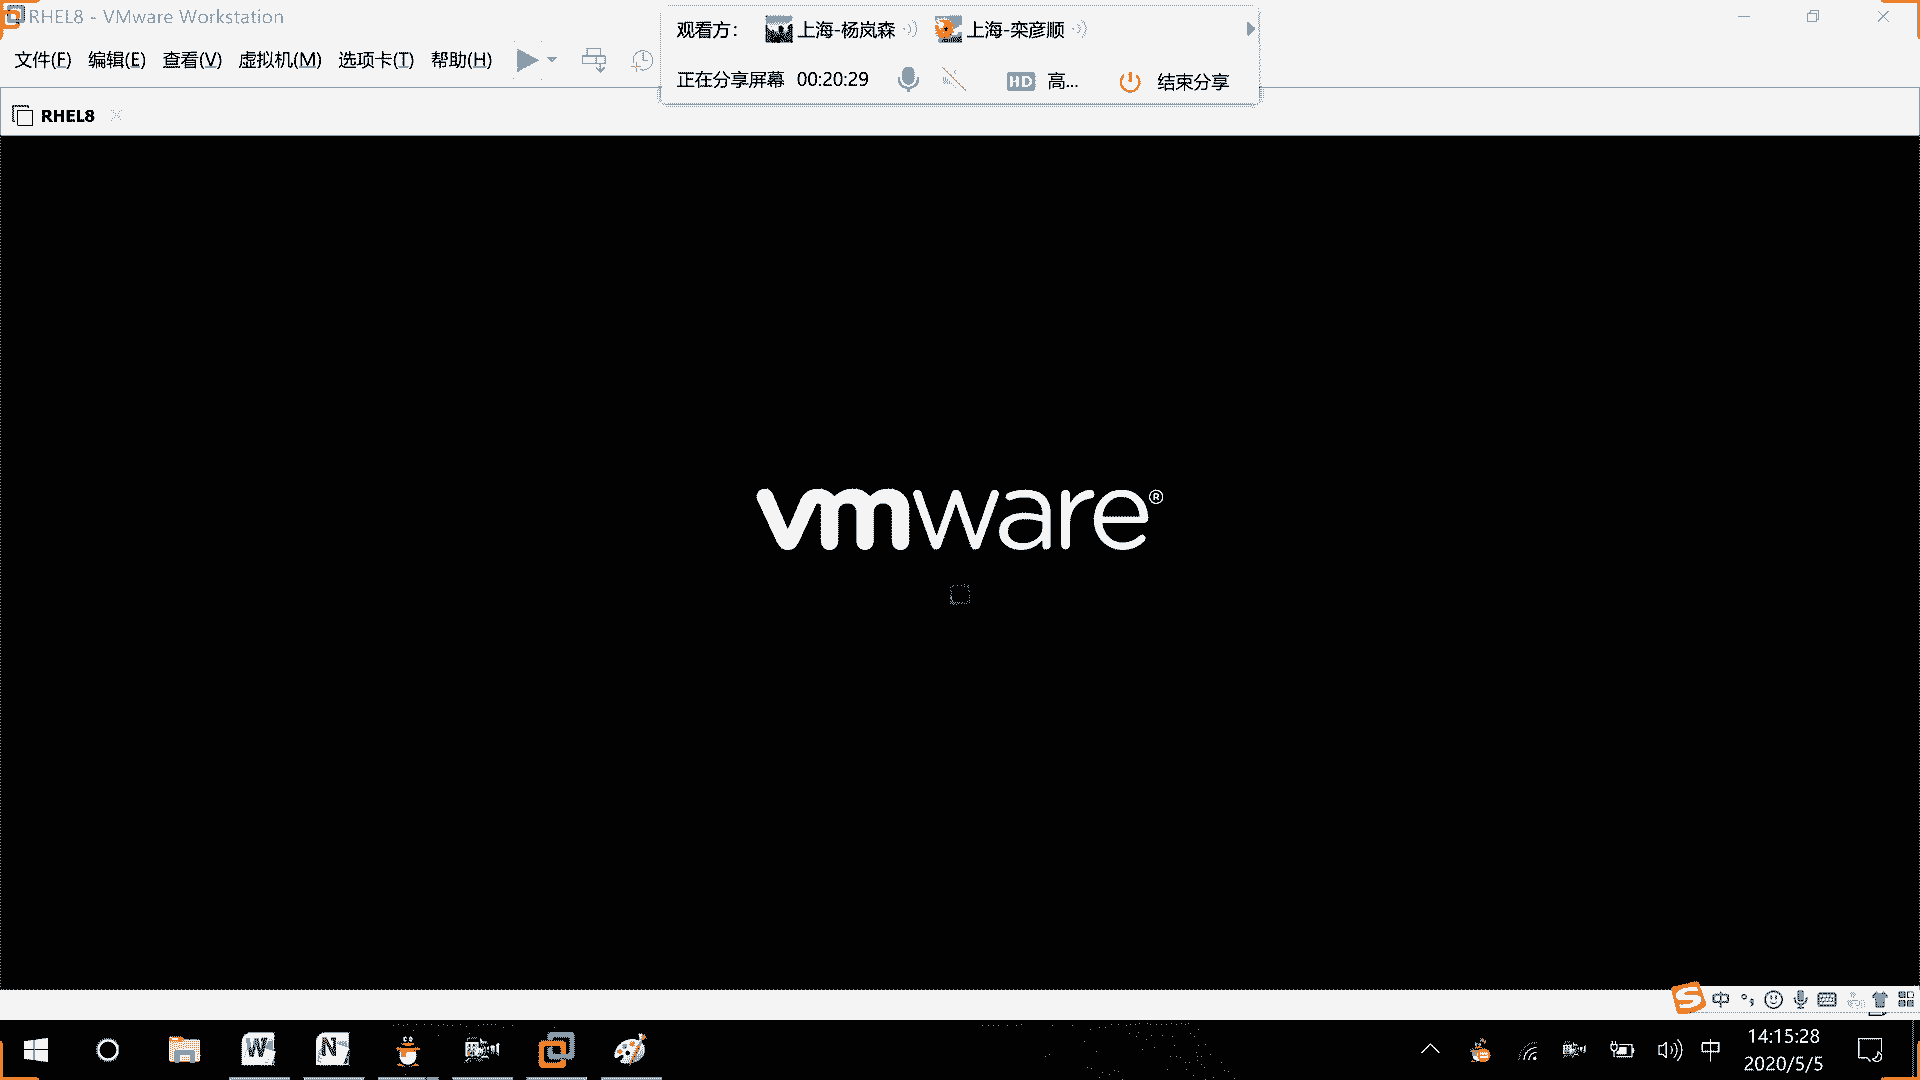 RHEL8 - VMware Workstation
文件(F) 编辑(E) 查看(V) 虚拟机(M) 选项卡(T) 帮助(H)
观看方: 上海-杨岚森 上海-栾彦顺
正在分享屏幕 00:20:29 HD 高... 结束分享
RHEL8
vmware®
S 中
W N 中
14:15:28
2020/5/5